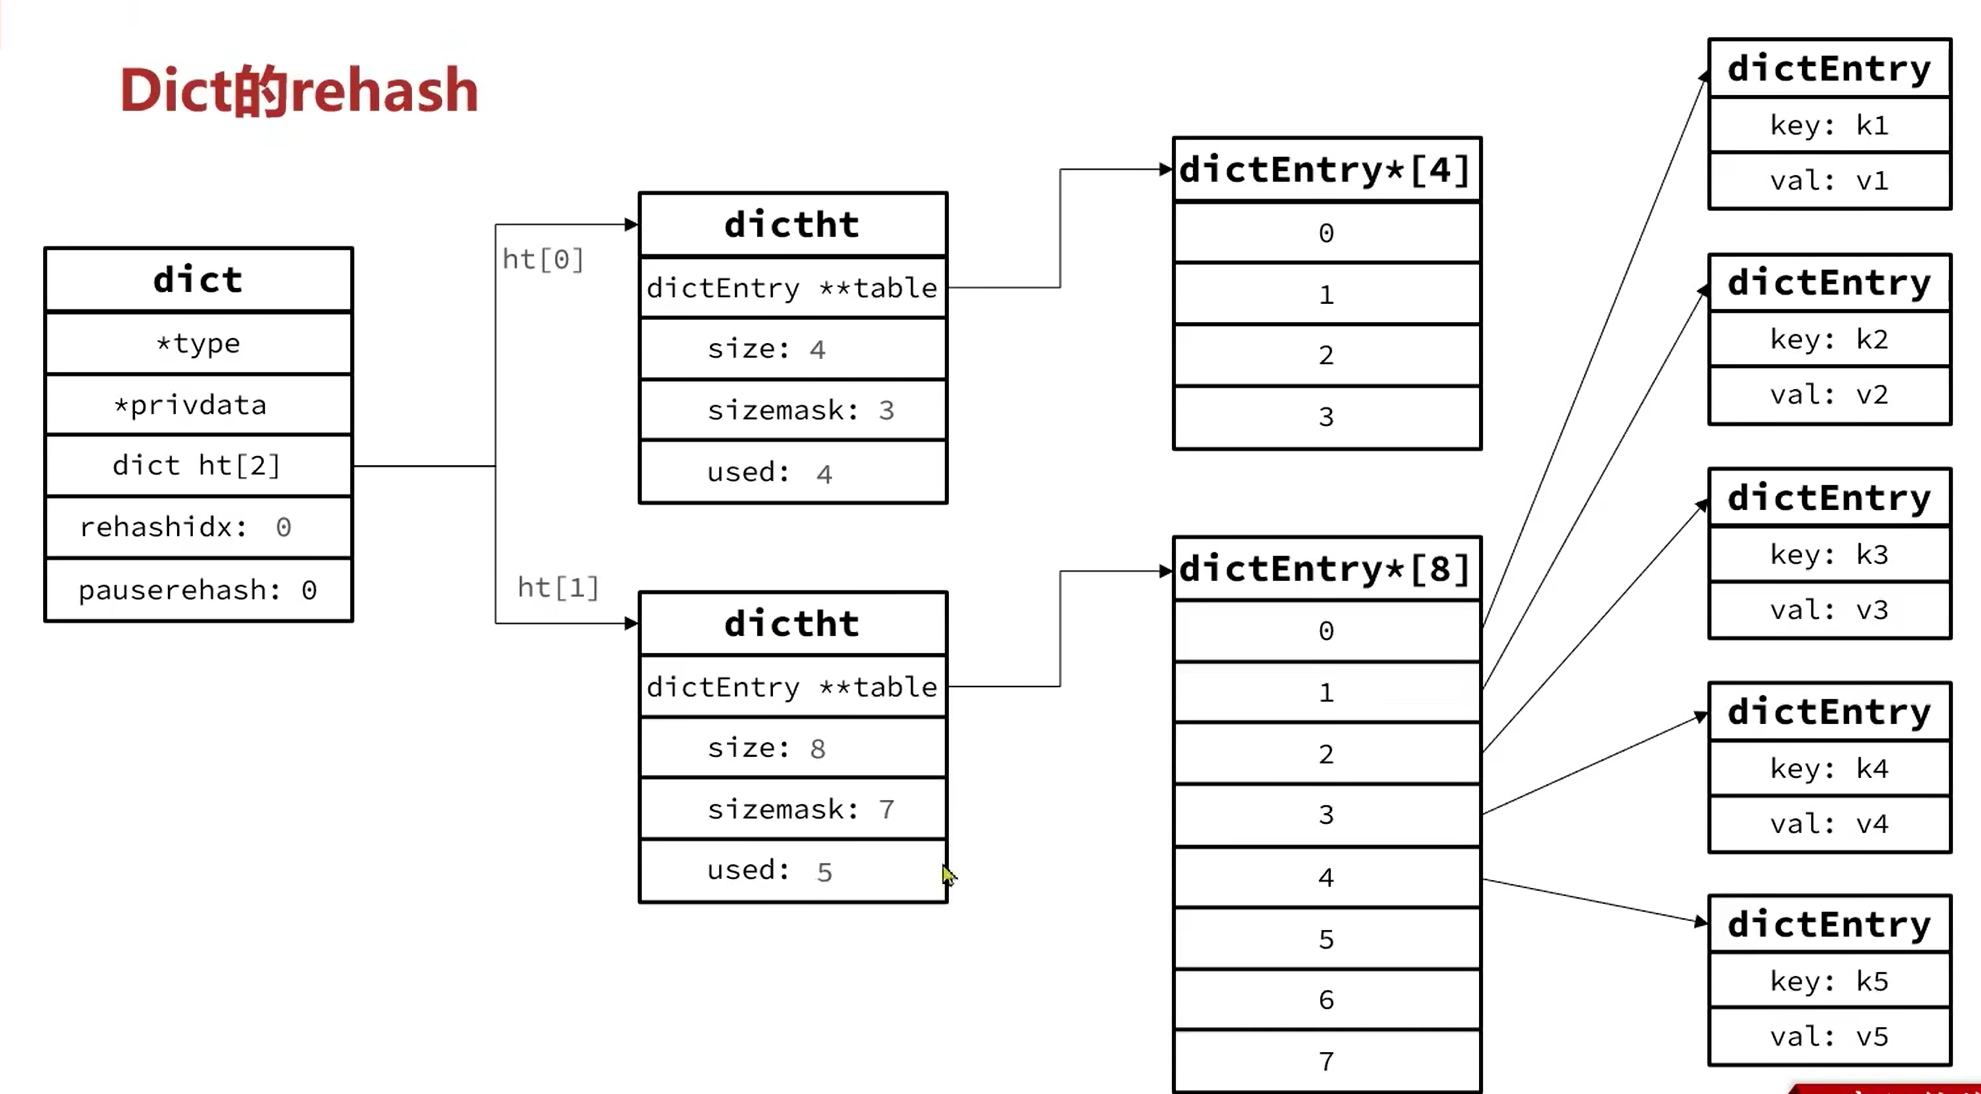 Dict的rehash
dict
*type
*privdata
dict ht[2]
rehashidx: 0
pauserehash: 0
ht[0]
dictht
dictEntry **table
size: 4
sizemask: 3
used: 4
ht[1]
dictht
dictEntry **table
size: 8
sizemask: 7
used: 5
dictEntry*[4]
0
1
2
3
dictEntry*[8]
0
1
2
3
4
5
6
7
dictEntry
key: k1
val: v1
dictEntry
key: k2
val: v2
dictEntry
key: k3
val: v3
dictEntry
key: k4
val: v4
dictEntry
key: k5
val: v5